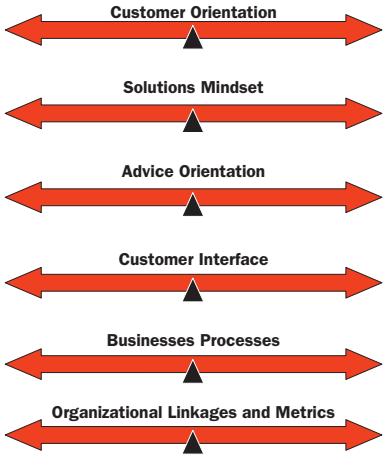 Customer Orientation
Solutions Mindset
Advice Orientation
Customer Interface
Businesses Processes
Organizational Linkages and Metrics